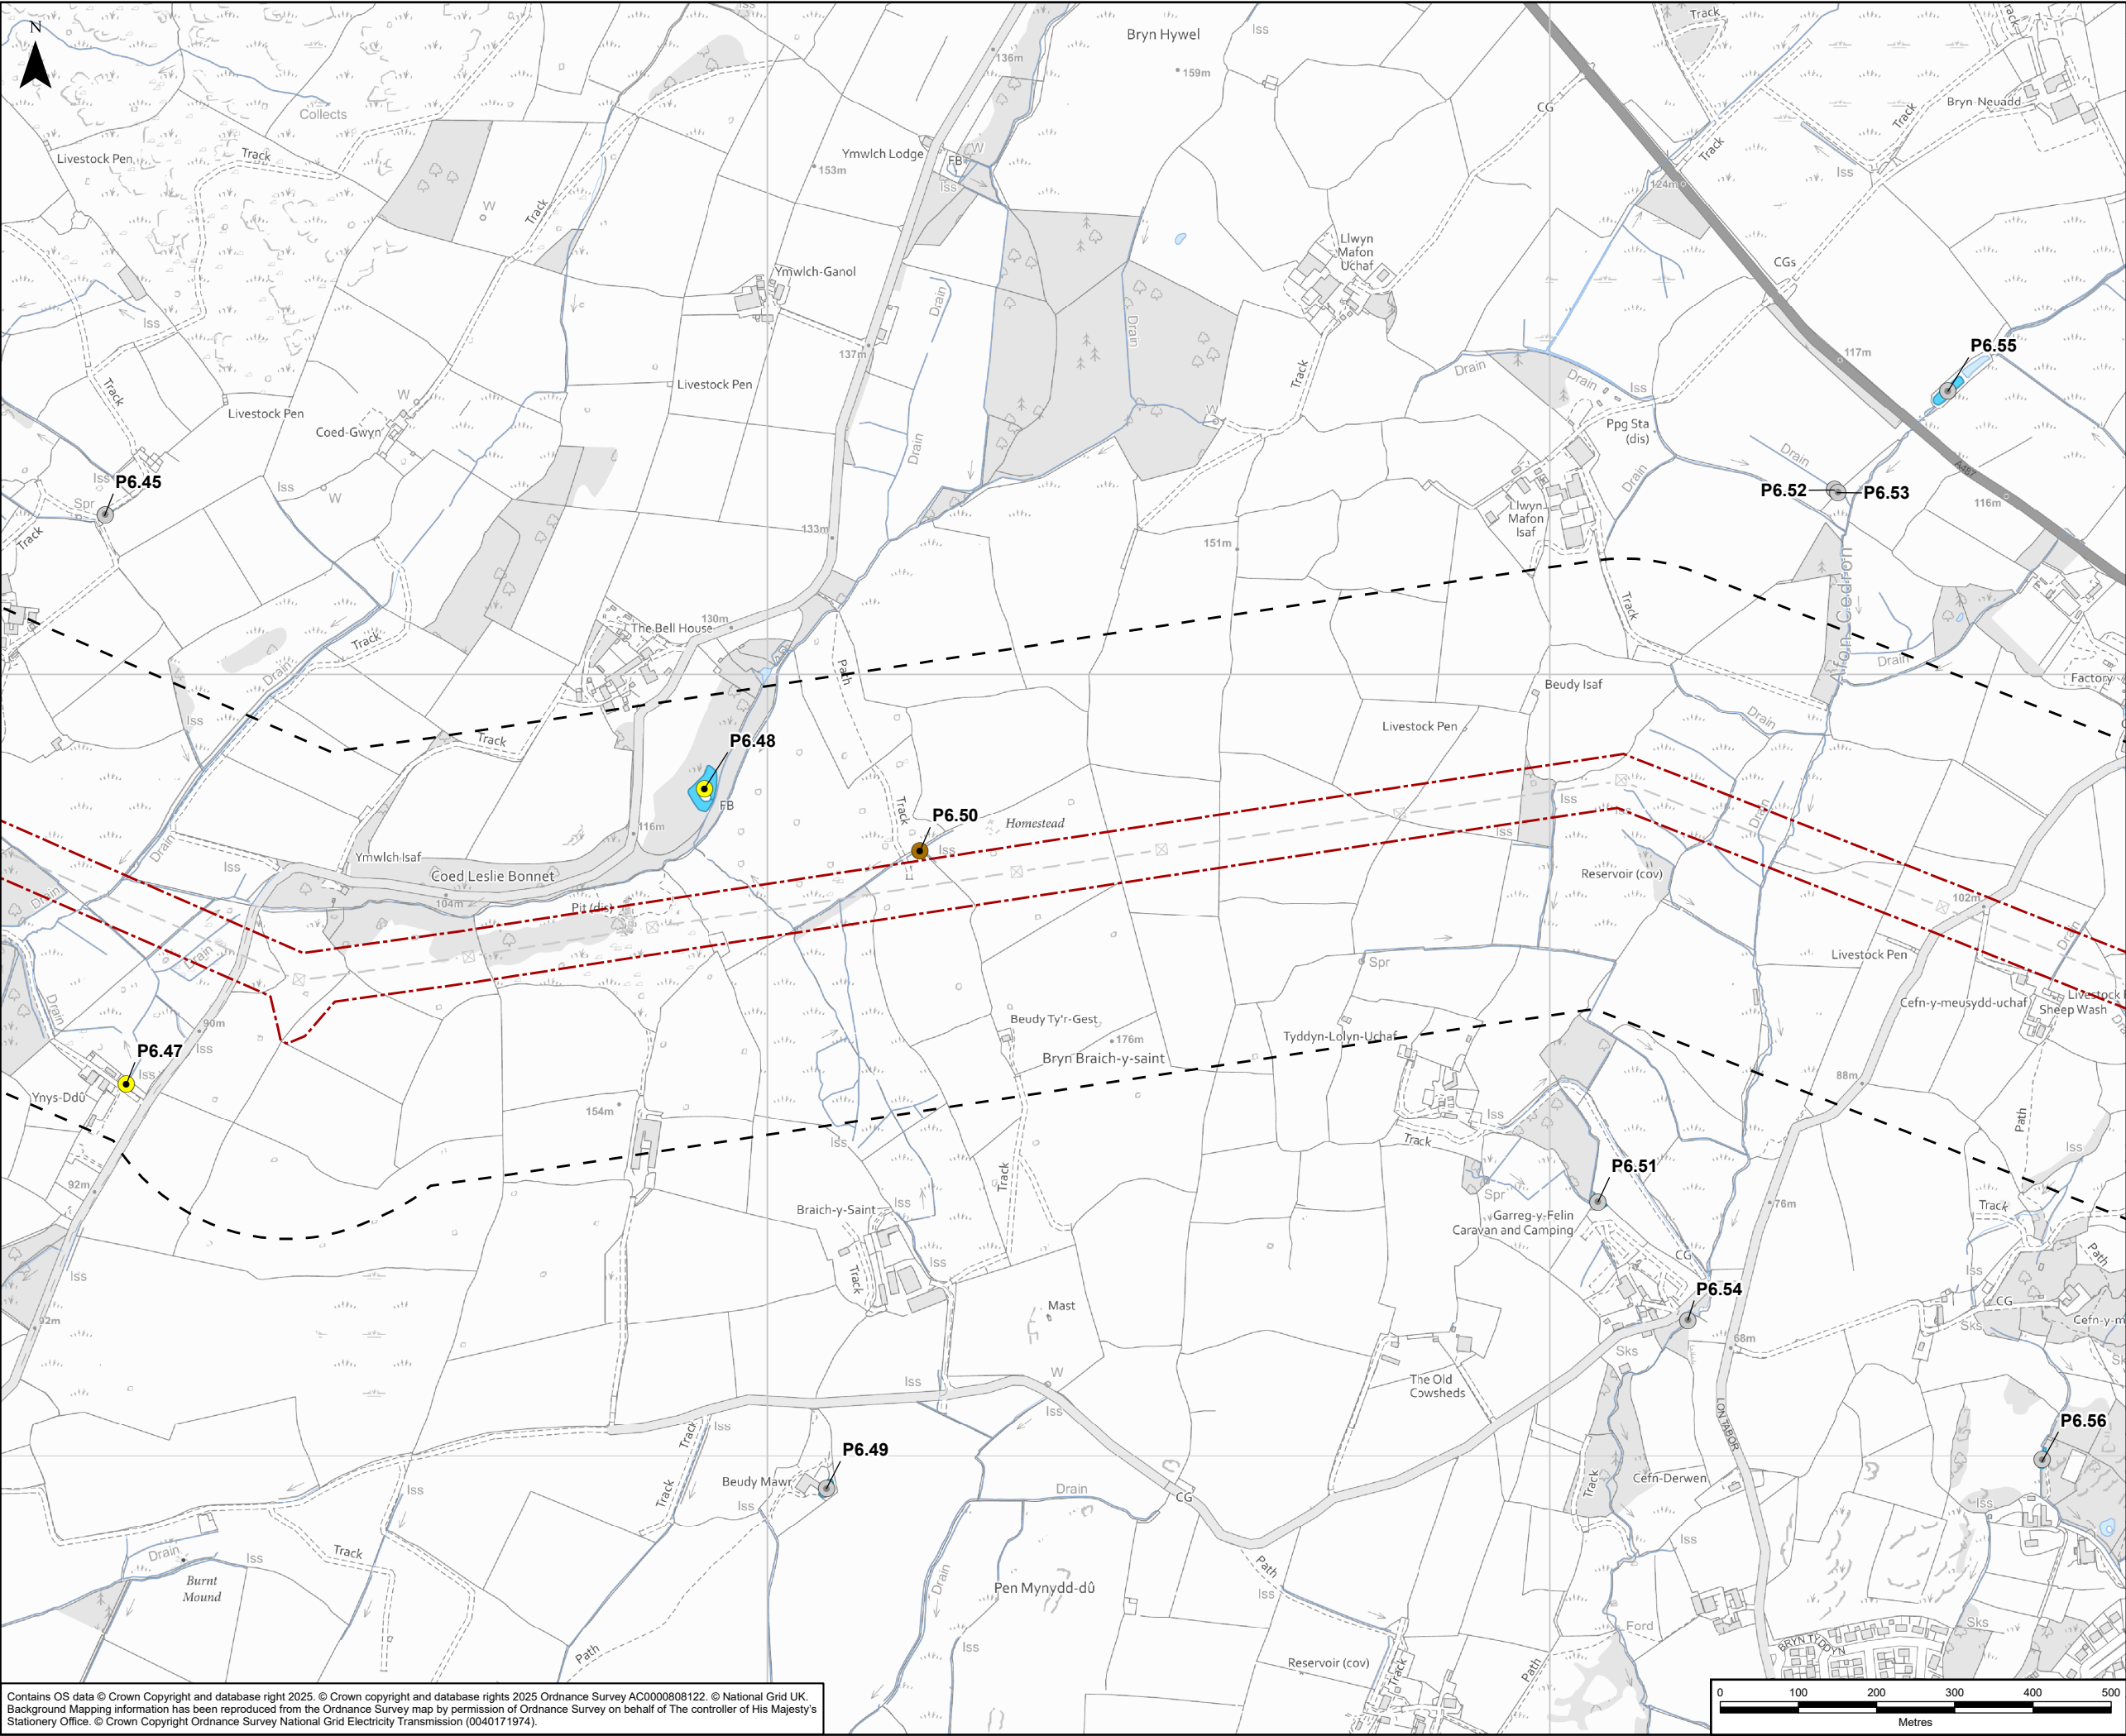 N
Iss
Track
Track
136m
Bryn Hywel
Iss
159m
CG
Bryn-Neuadd
Track
Collects
Livestock Pen
Track
Ymwlch Lodge
FB
W
Iss
153m
Track
Iss
124m
W
Track
Llwyn
Mafon
Uchaf
CGs
Ymwlch-Ganol
Iss
Drain
Drain
137m
117m
P6.55
Track
Livestock Pen
Track
Drain
Drain
Iss
Livestock Pen
W
Coed-Gwyn
W
Ppg Sta
(dis)
Drain
Drain
Drain
A487
Iss
P6.45
Spr
Iss
W
P6.52
P6.53
116m
Track
133m
151m
Llwyn
Mafon
Isaf
Afon Cedron
Track
130m
The Bell House
Track
Path
Drain
Drain
Factory
Beudy Isaf
Iss
Track
Livestock Pen
Drain
P6.48
FB
Track
P6.50
Homestead
Iss
Iss
Iss
Iss
Drain
116m
Drain
Ymwlch Isaf
Iss
Coed Leslie Bonnet
Reservoir (cov)
Drain
104m
Pit (dis)
102m
Drain
Drain
Livestock Pen
Spr
Drain
90m
Cefn-y-meusydd-uchaf
Livestock
Sheep Wash
Beudy Ty'r-Gest
176m
Tyddyn-Lolyn-Uchaf
Bryn Braich-y-saint
P6.47
Iss
Iss
88m
Ynys-Ddû
154m
Iss
Iss
Track
Path
Iss
P6.51
92m
Track
Spr
Iss
76m
Track
Braich-y-Saint
Garreg-y-Felin
Caravan and Camping
Path
CG
Iss
Iss
Iss
Track
P6.54
Mast
CG
92m
Sks
Cefn-y-m
68m
Sks
Iss
W
The Old
Cowsheds
LON TABOR
Iss
Iss
P6.56
Track
P6.49
Beudy Mawr
Cefn-Derwen
Track
Iss
Track
Iss
Drain
CG
Iss
Iss
Drain
Iss
Track
Path
Burnt
Mound
Drain
Pen Mynydd-dû
Iss
Sks
Ford
Iss
BRYN TYDDYN
Path
Reservoir (cov)
Track
Path
Contains OS data © Crown Copyright and database right 2025. © Crown copyright and database rights 2025 Ordnance Survey AC0000808122. © National Grid UK.
Background Mapping information has been reproduced from the Ordnance Survey map by permission of Ordnance Survey on behalf of The controller of His Majesty's
Stationery Office. © Crown Copyright Ordnance Survey National Grid Electricity Transmission (0040171974).
0 100 200 300 400 500
Metres